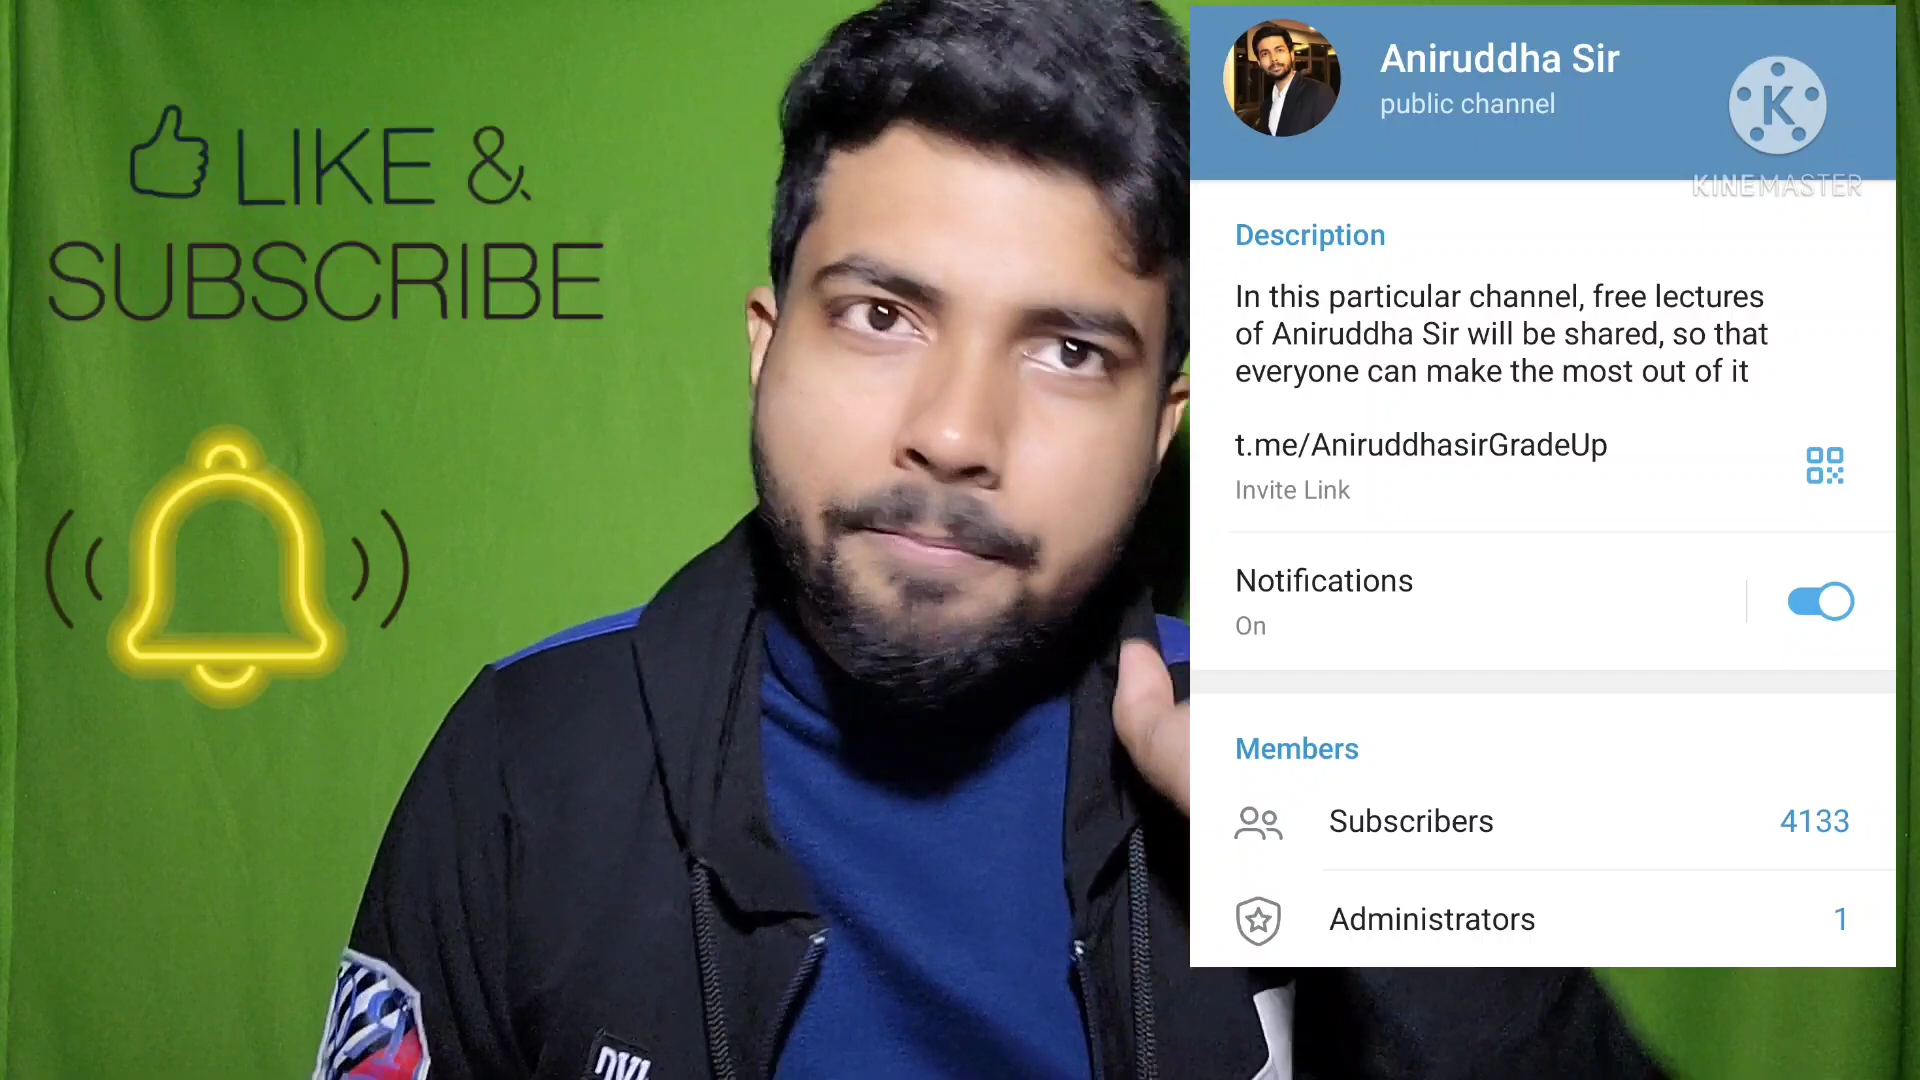 LIKE &
SUBSCRIBE
Aniruddha Sir
public channel
K
KINEMASTER
Description
In this particular channel, free lectures
of Aniruddha Sir will be shared, so that
everyone can make the most out of it
t.me/AniruddhasirGradeUp
Invite Link
Notifications
On
Members
Subscribers 4133
Administrators 1